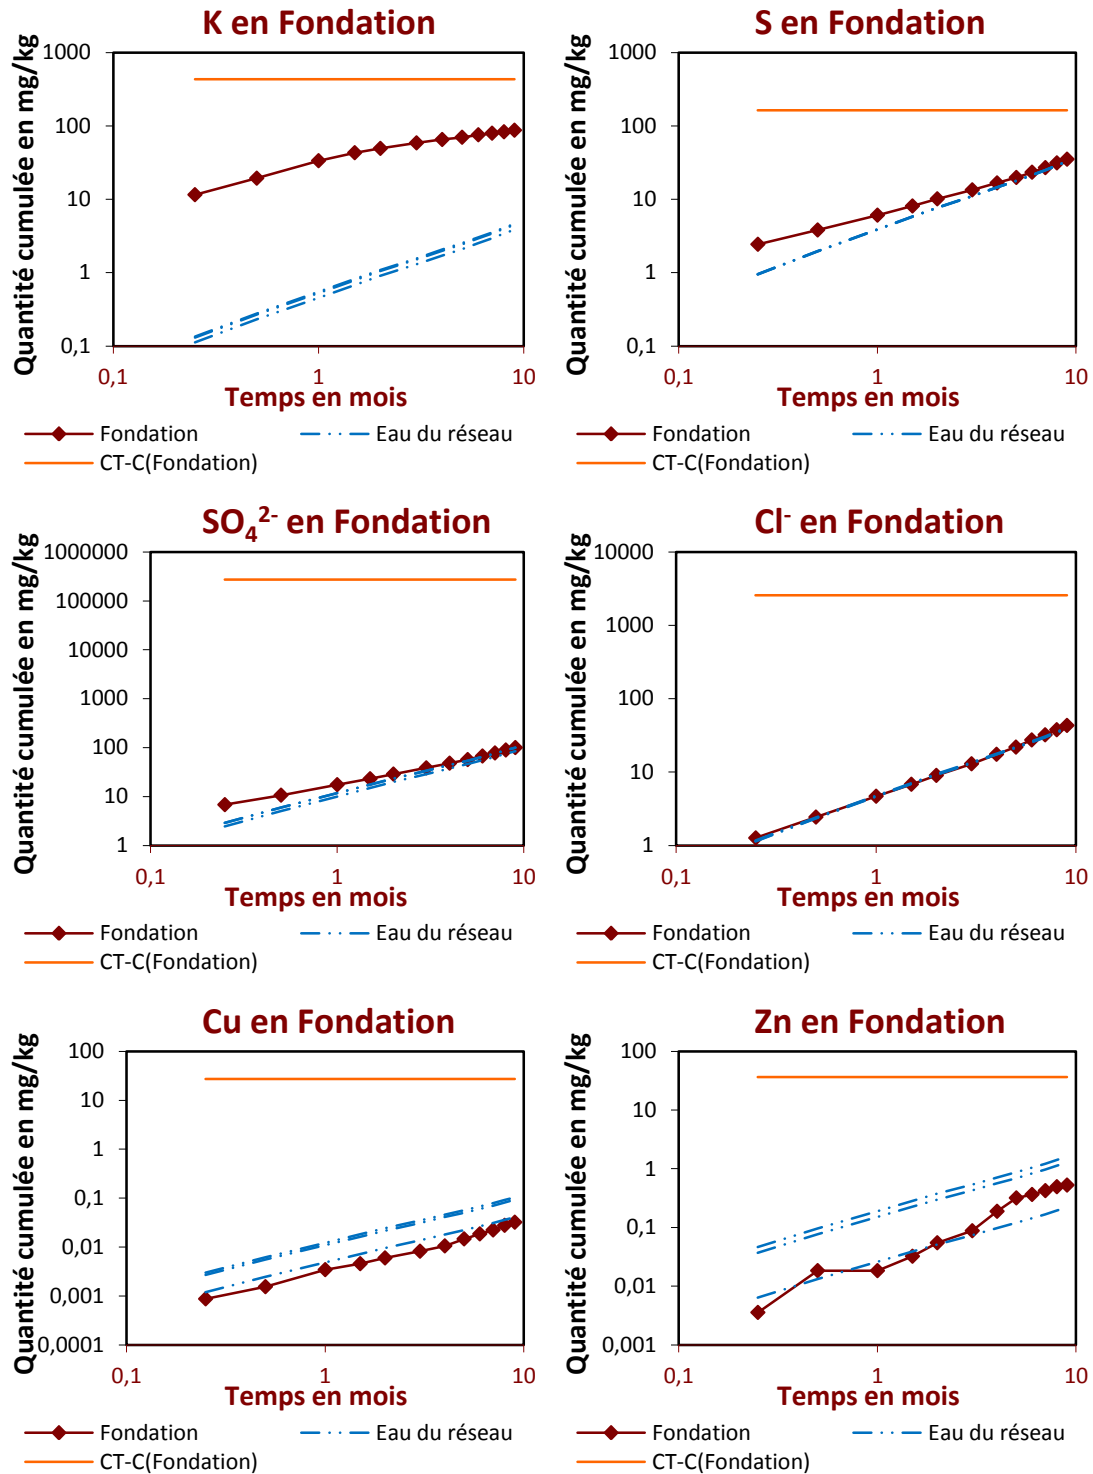 K en Fondation
Quantité cumulée en mg/kg
1000
100
10
1
0,1
0,1
1
10
Temps en mois
Fondation
Eau du réseau
CT-C(Fondation)
S en Fondation
Quantité cumulée en mg/kg
1000
100
10
1
0,1
0,1
1
10
Temps en mois
Fondation
Eau du réseau
CT-C(Fondation)
SO₄²⁻ en Fondation
Quantité cumulée en mg/kg
1000000
100000
10000
1000
100
10
1
0,1
1
10
Temps en mois
Fondation
Eau du réseau
CT-C(Fondation)
Cl⁻ en Fondation
Quantité cumulée en mg/kg
10000
1000
100
10
1
0,1
1
10
Temps en mois
Fondation
Eau du réseau
CT-C(Fondation)
Cu en Fondation
Quantité cumulée en mg/kg
100
10
1
0,1
0,01
0,001
0,0001
0,1
1
10
Temps en mois
Fondation
Eau du réseau
CT-C(Fondation)
Zn en Fondation
Quantité cumulée en mg/kg
100
10
1
0,1
0,01
0,001
0,1
1
10
Temps en mois
Fondation
Eau du réseau
CT-C(Fondation)